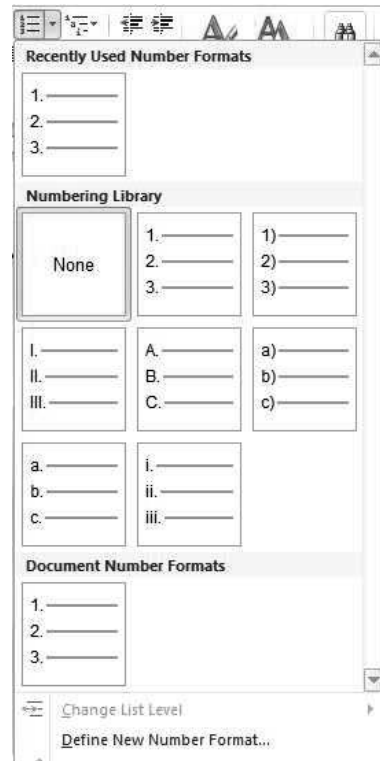 Recently Used Number Formats
1.
2.
3.
Numbering Library
None
1.
2.
3.
1)
2)
3)
I.
II.
III.
A.
B.
C.
a)
b)
c)
a.
b.
c.
i.
ii.
iii.
Document Number Formats
1.
2.
3.
Change List Level
Define New Number Format...